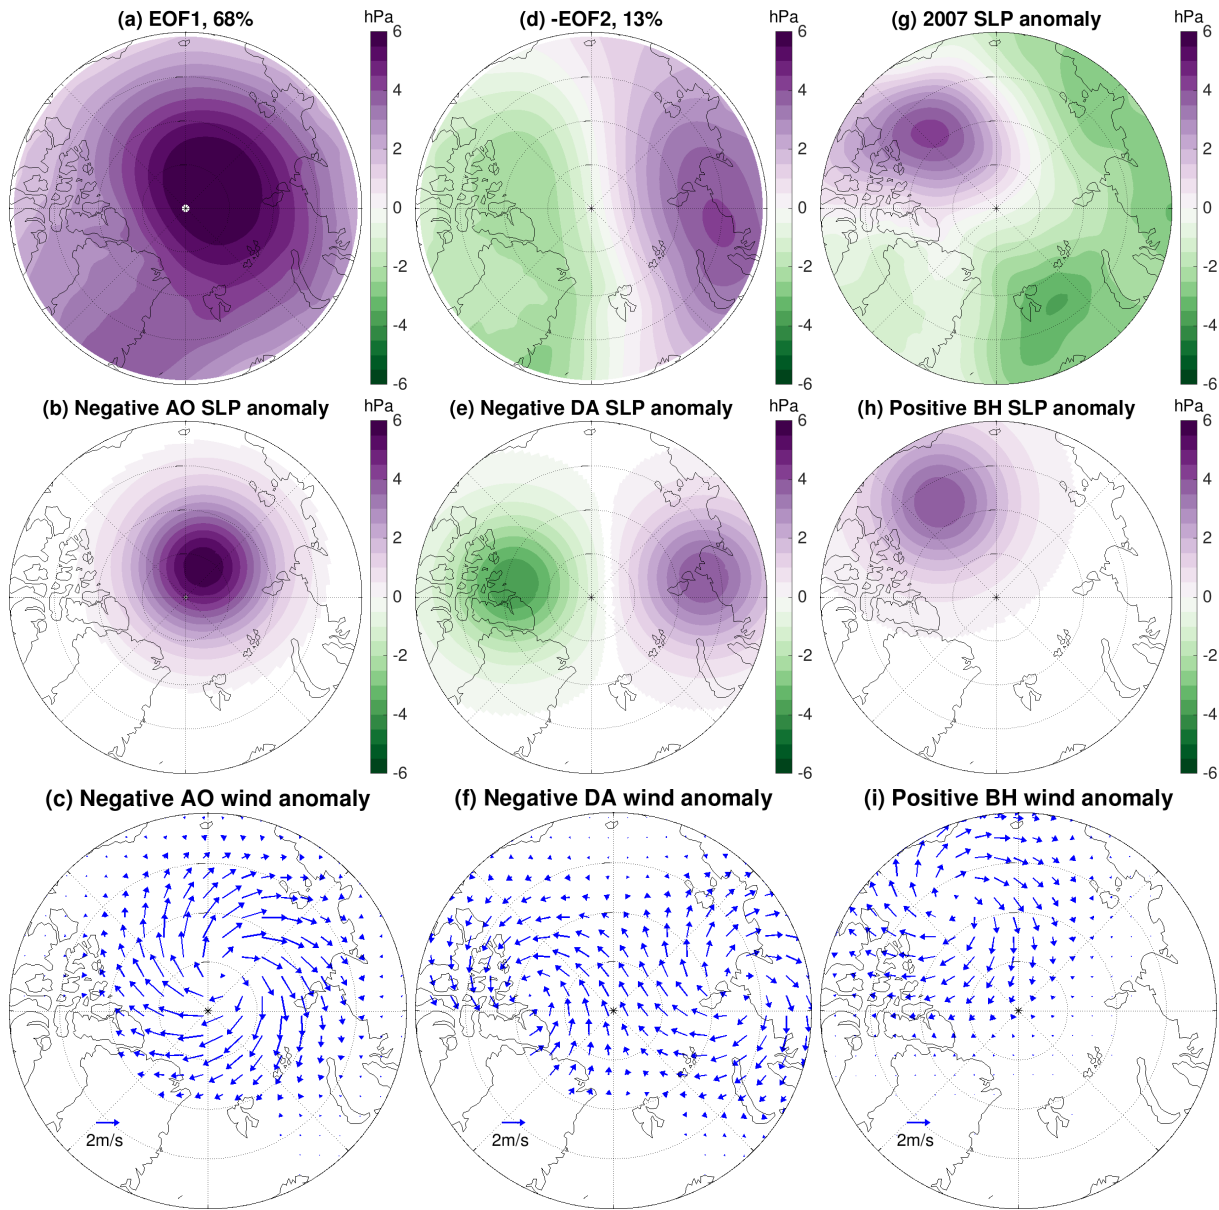 (a) EOF1, 68%
hPa
6
4
2
0
-2
-4
-6
(d) -EOF2, 13%
hPa
6
4
2
0
-2
-4
-6
(g) 2007 SLP anomaly
hPa
6
4
2
0
-2
-4
-6
(b) Negative AO SLP anomaly
hPa
6
4
2
0
-2
-4
-6
(e) Negative DA SLP anomaly
hPa
6
4
2
0
-2
-4
-6
(h) Positive BH SLP anomaly
hPa
6
4
2
0
-2
-4
-6
(c) Negative AO wind anomaly
2m/s
(f) Negative DA wind anomaly
2m/s
(i) Positive BH wind anomaly
2m/s